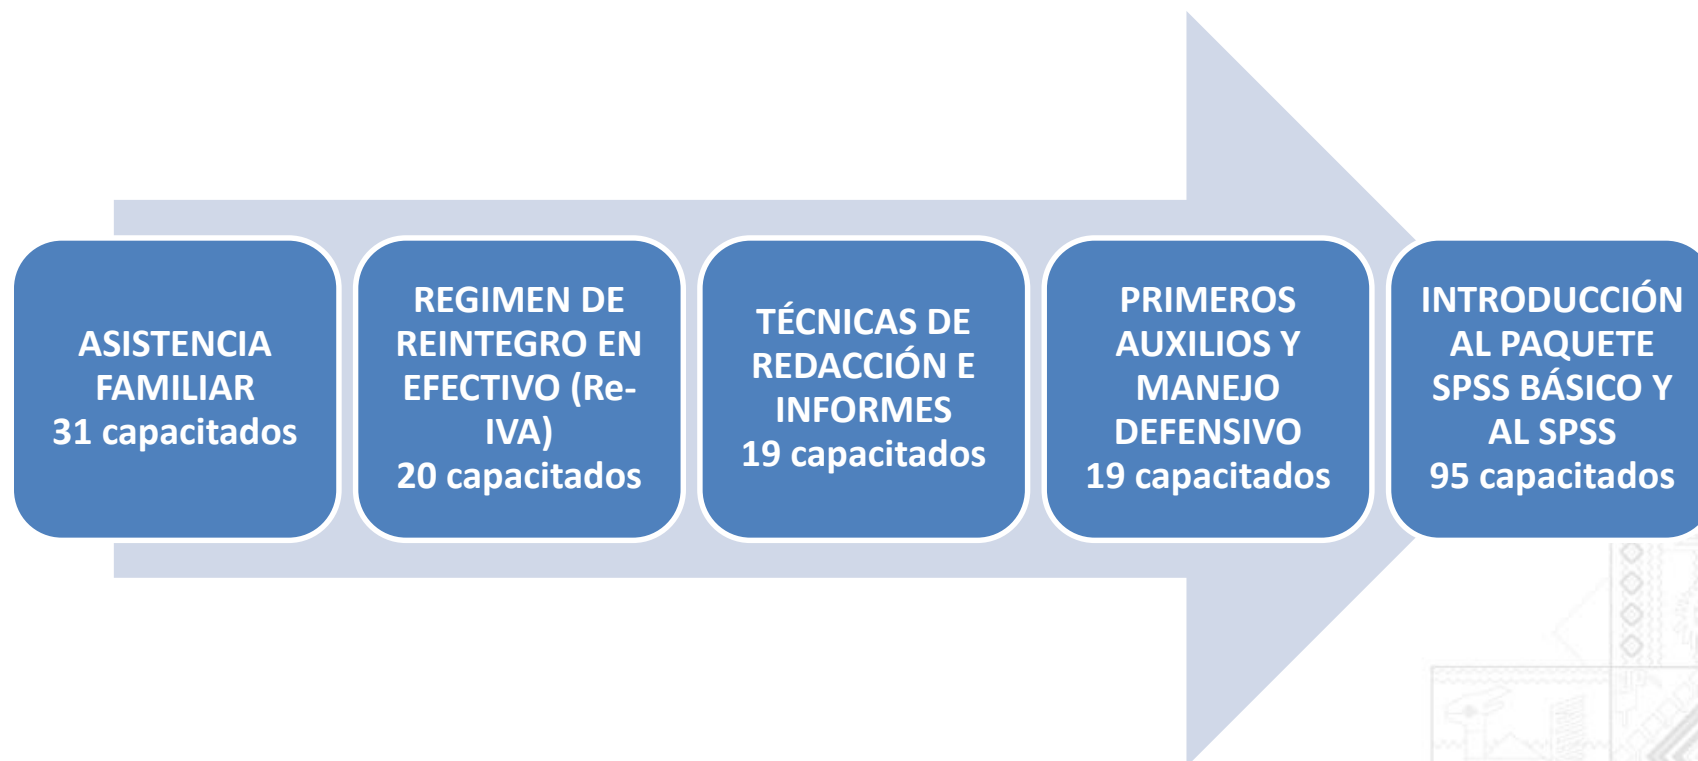 ASISTENCIA
FAMILIAR
31 capacitados
REGIMEN DE
REINTEGRO EN
EFECTIVO (Re-
IVA)
20 capacitados
TÉCNICAS DE
REDACCIÓN E
INFORMES
19 capacitados
PRIMEROS
AUXILIOS Y
MANEJO
DEFENSIVO
19 capacitados
INTRODUCCIÓN
AL PAQUETE
SPSS BÁSICO Y
AL SPSS
95 capacitados